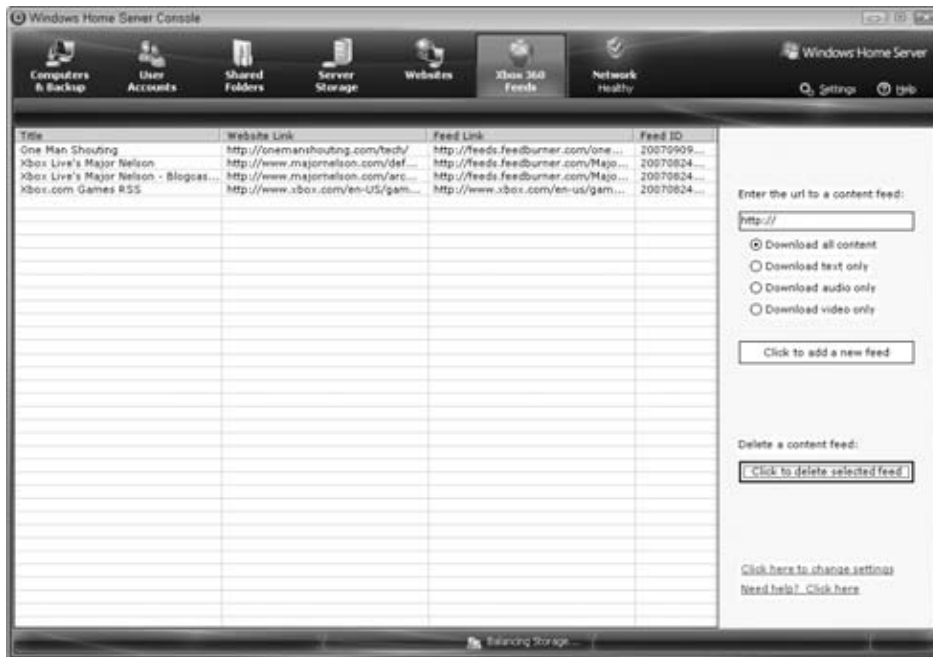 Windows Home Server Console
Computers & Backup
User Accounts
Shared Folders
Server Storage
Websites
Xbox 360 Feeds
Network Healthy
Windows Home Server
Settings
Help
Title Website Link Feed Link Feed ID
One Man Shouting http://onemanshouting.com/tech/ http://feeds.feedburner.com/one... 20070909...
Xbox Live's Major Nelson http://www.majornelson.com/def... http://feeds.feedburner.com/Majo... 20070824...
Xbox Live's Major Nelson - Blogcas... http://www.majornelson.com/arc... http://feeds.feedburner.com/Majo... 20070824...
Xbox.com Games RSS http://www.xbox.com/en-US/gam... http://www.xbox.com/en-us/gam... 20070824...
Enter the url to a content feed:
http://
Download all content
Download text only
Download audio only
Download video only
Click to add a new feed
Delete a content feed:
Click to delete selected feed
Click here to change settings
Need help? Click here
Balancing Storage...